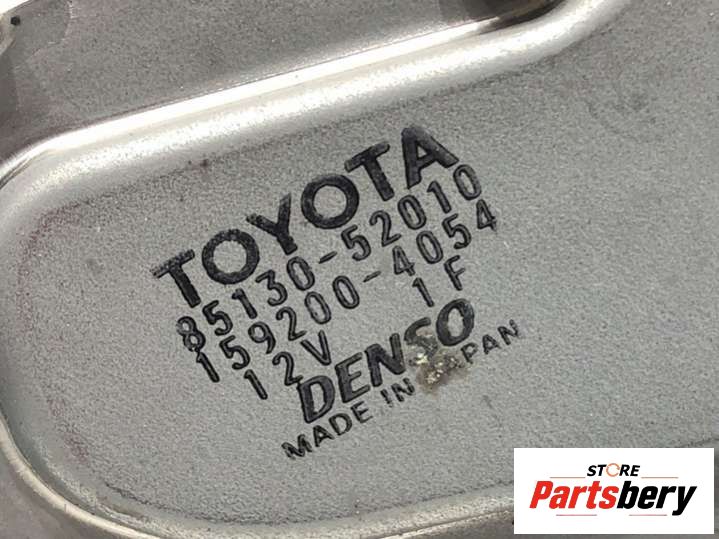 TOYOTA
85130-52010
159200-4054
12V 1F
DENSO
MADE IN JAPAN
STORE
Partsbery